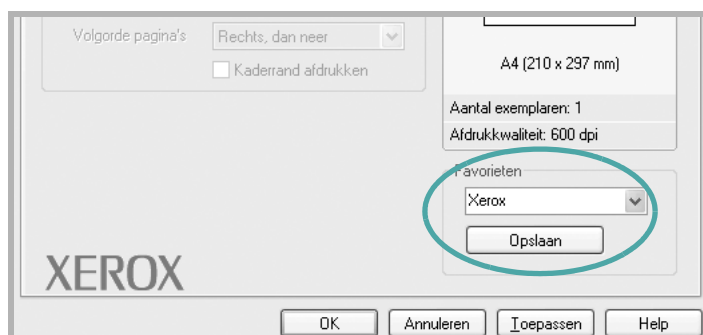 Volgorde pagina's Rechts, dan neer
Kaderrand afdrukken
A4 (210 x 297 mm)
Aantal exemplaren: 1
Afdrukkwaliteit: 600 dpi
Favorieten
Xerox
Opslaan
XEROX
OK Annuleren Toepassen Help